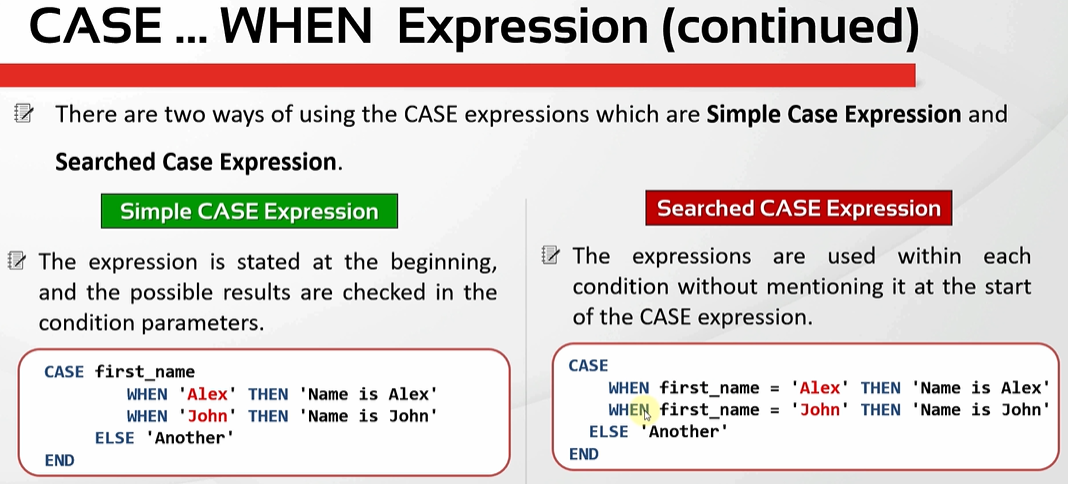 CASE ... WHEN Expression (continued)
There are two ways of using the CASE expressions which are Simple Case Expression and
Searched Case Expression.
Simple CASE Expression
The expression is stated at the beginning,
and the possible results are checked in the
condition parameters.
CASE first_name
WHEN 'Alex' THEN 'Name is Alex'
WHEN 'John' THEN 'Name is John'
ELSE 'Another'
END
Searched CASE Expression
The expressions are used within each
condition without mentioning it at the start
of the CASE expression.
CASE
WHEN first_name = 'Alex' THEN 'Name is Alex'
WHEN first_name = 'John' THEN 'Name is John'
ELSE 'Another'
END